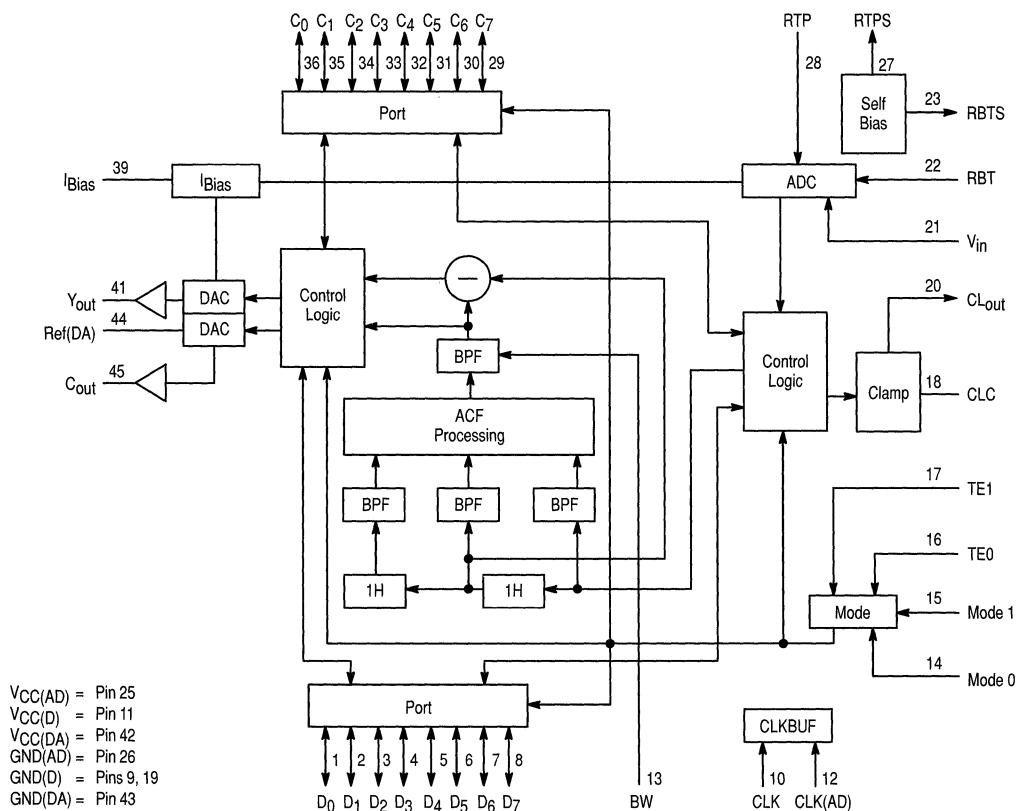 C0 C1 C2 C3 C4 C5 C6 C7
RTP
RTPS
36 35 34 33 32 31 30 29
28
27
Port
Self
Bias
23
RBTS
39
IBias
IBias
ADC
22
RBT
21
Vin
41
Yout
DAC
44
Ref(DA)
DAC
45
Cout
Control
Logic
—
BPF
ACF
Processing
BPF
BPF
BPF
1H
1H
20
CLout
Control
Logic
Clamp
18
CLC
17
TE1
16
TE0
Mode
15
Mode 1
14
Mode 0
Port
1 2 3 4 5 6 7 8
D0 D1 D2 D3 D4 D5 D6 D7
13
BW
CLKBUF
10
12
CLK
CLK(AD)
VCC(AD) = Pin 25
VCC(D) = Pin 11
VCC(DA) = Pin 42
GND(AD) = Pin 26
GND(D) = Pins 9, 19
GND(DA) = Pin 43